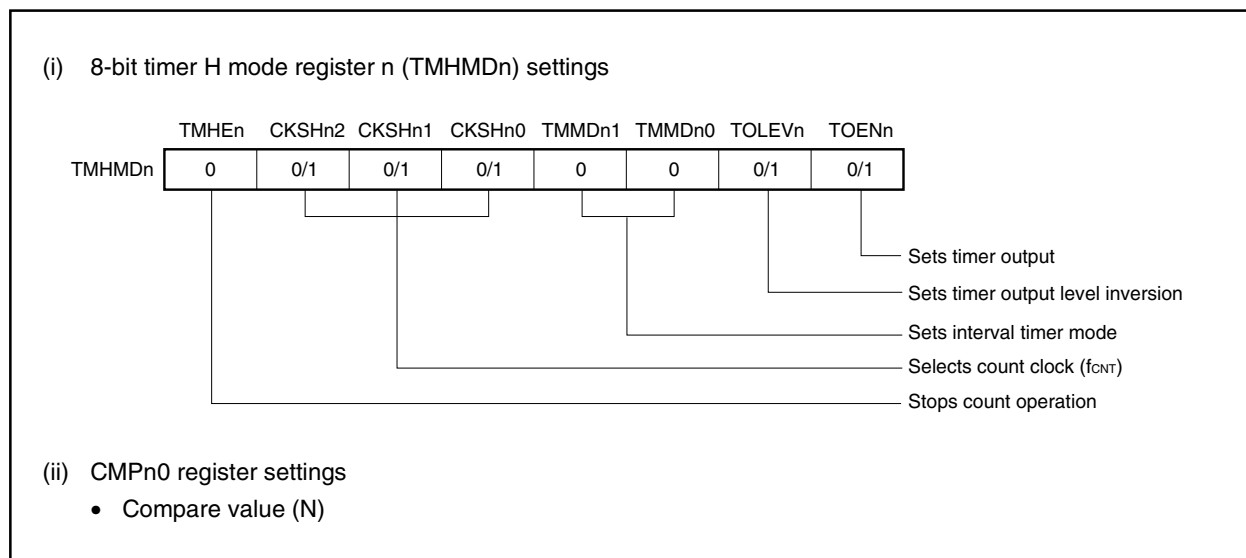 (i) 8-bit timer H mode register n (TMHMDn) settings
TMHEn CKSHn2 CKSHn1 CKSHn0 TMMDn1 TMMDn0 TOLEVn TOENn
TMHMDn 0 0/1 0/1 0/1 0 0 0/1 0/1
Sets timer output
Sets timer output level inversion
Sets interval timer mode
Selects count clock (fCNT)
Stops count operation
(ii) CMPn0 register settings
• Compare value (N)